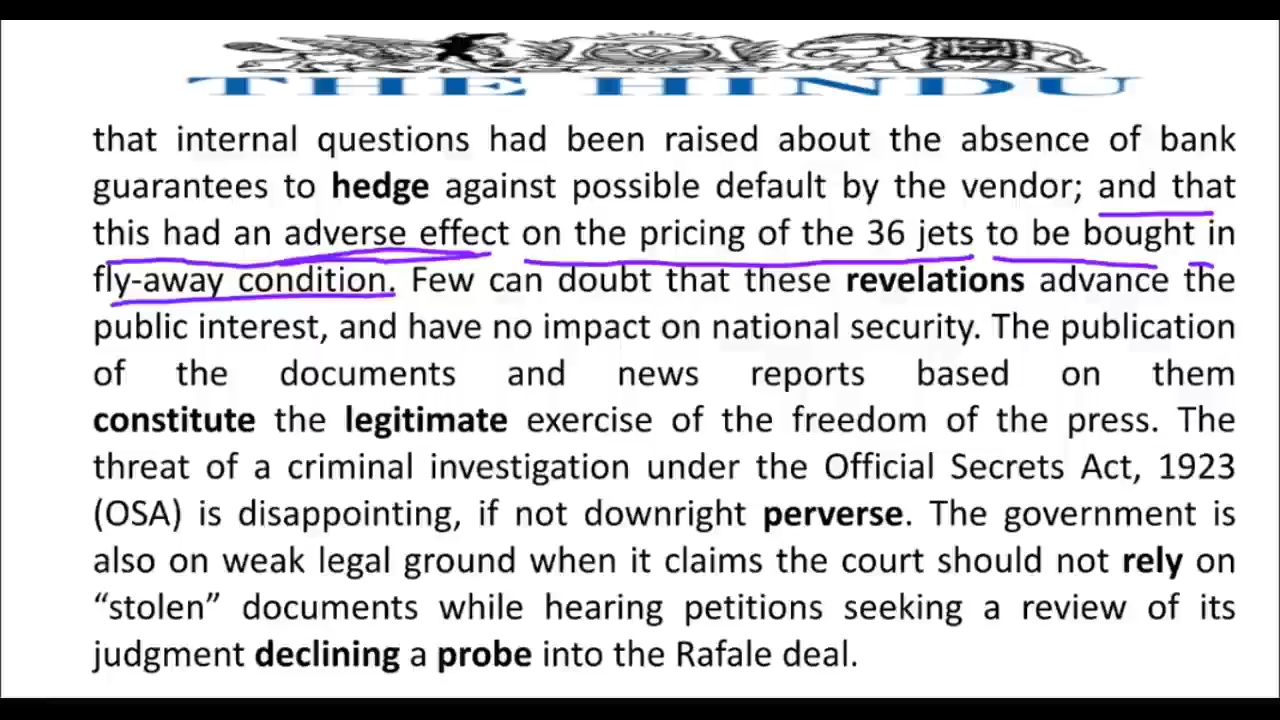 THE HINDU
that internal questions had been raised about the absence of bank
guarantees to hedge against possible default by the vendor; and that
this had an adverse effect on the pricing of the 36 jets to be bought in
fly-away condition. Few can doubt that these revelations advance the
public interest, and have no impact on national security. The publication
of the documents and news reports based on them
constitute the legitimate exercise of the freedom of the press. The
threat of a criminal investigation under the Official Secrets Act, 1923
(OSA) is disappointing, if not downright perverse. The government is
also on weak legal ground when it claims the court should not rely on
“stolen” documents while hearing petitions seeking a review of its
judgment declining a probe into the Rafale deal.